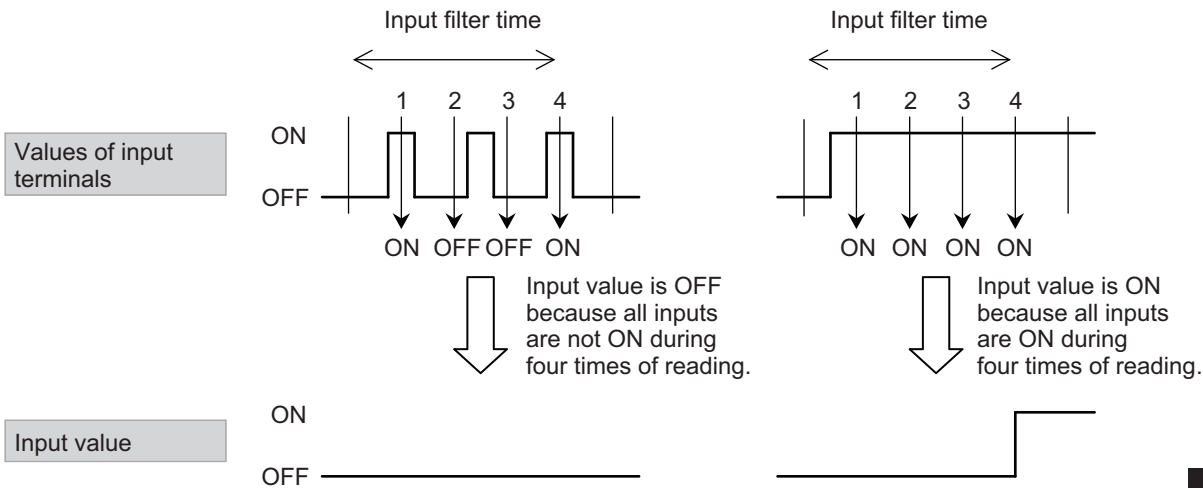 Input filter time
Input filter time
1 2 3 4
1 2 3 4
Values of input
terminals
ON
OFF
ON OFF OFF ON
ON ON ON ON
Input value is OFF
because all inputs
are not ON during
four times of reading.
Input value is ON
because all inputs
are ON during
four times of reading.
Input value
ON
OFF